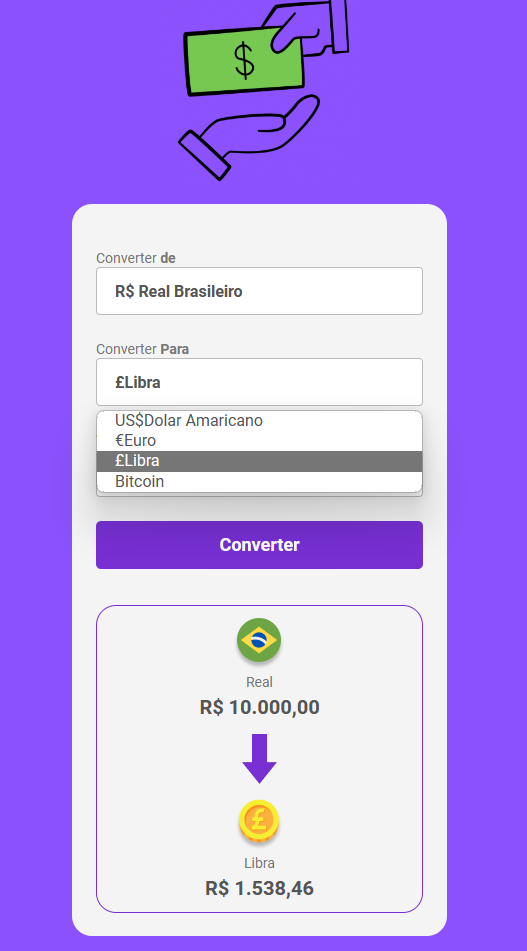 $
Converter de
R$ Real Brasileiro
Converter Para
£Libra
US$Dolar Amaricano
€Euro
£Libra
Bitcoin
Converter
Real
R$ 10.000,00
£
Libra
R$ 1.538,46